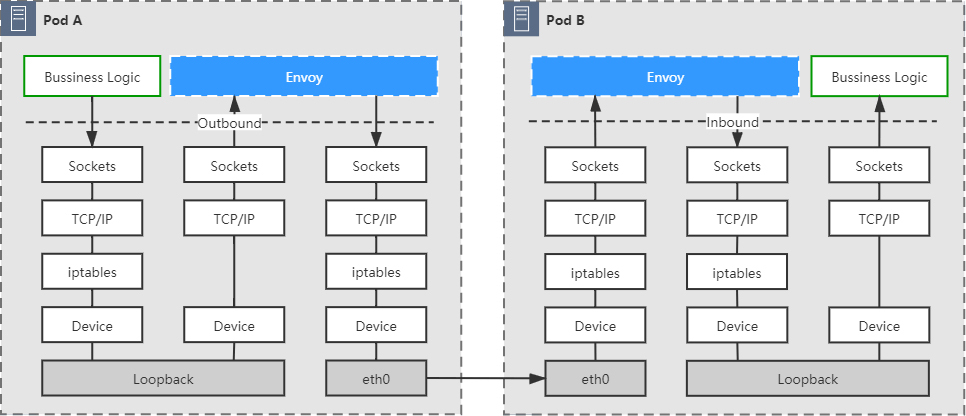 Pod A
Pod B
Bussiness Logic
Envoy
Envoy
Bussiness Logic
Outbound
Inbound
Sockets
Sockets
Sockets
Sockets
Sockets
Sockets
TCP/IP
TCP/IP
TCP/IP
TCP/IP
TCP/IP
TCP/IP
iptables
iptables
iptables
iptables
Device
Device
Device
Device
Device
Device
Loopback
eth0
eth0
Loopback